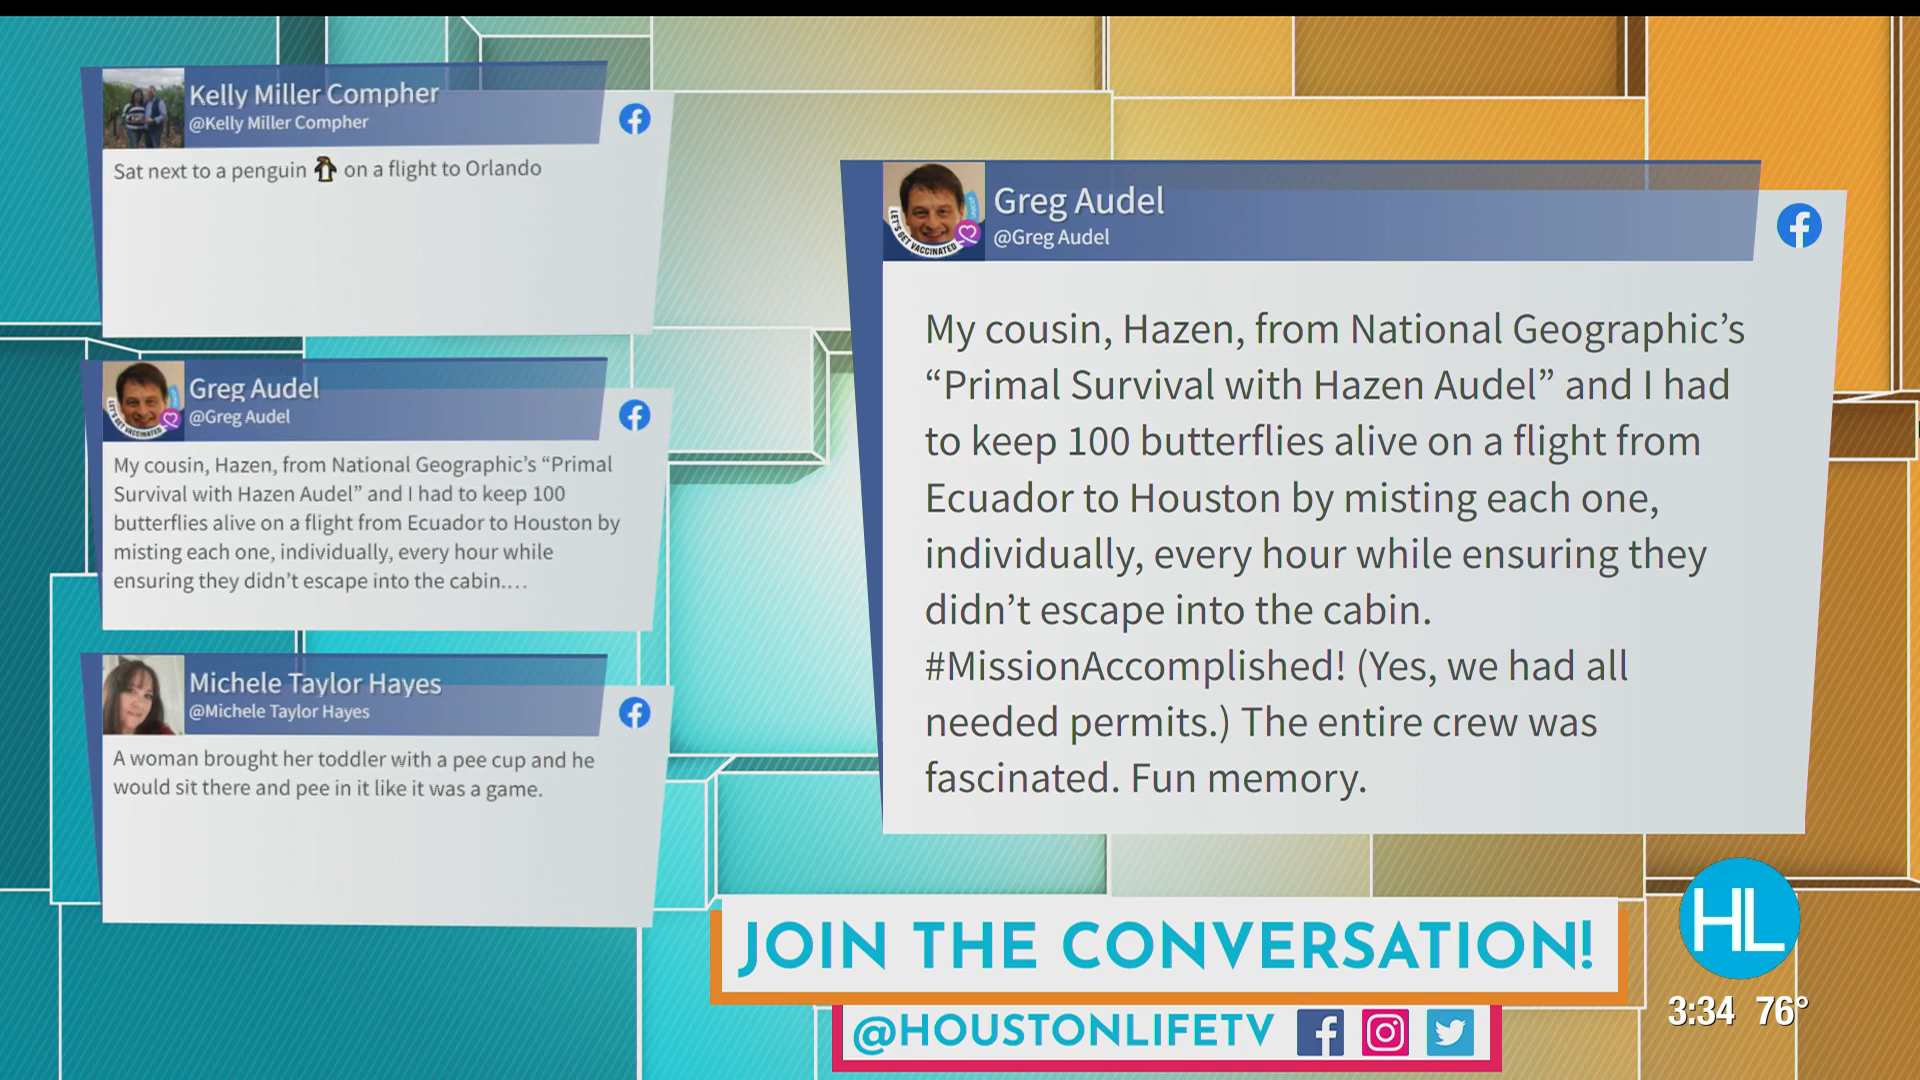 Kelly Miller Compher
@Kelly Miller Compher
Sat next to a penguin 🐧 on a flight to Orlando
Greg Audel
@Greg Audel
My cousin, Hazen, from National Geographic’s “Primal
Survival with Hazen Audel” and I had to keep 100
butterflies alive on a flight from Ecuador to Houston by
misting each one, individually, every hour while
ensuring they didn’t escape into the cabin.…
Michele Taylor Hayes
@Michele Taylor Hayes
A woman brought her toddler with a pee cup and he
would sit there and pee in it like it was a game.
LET'S GET VACCINATED
Greg Audel
@Greg Audel
My cousin, Hazen, from National Geographic’s
“Primal Survival with Hazen Audel” and I had
to keep 100 butterflies alive on a flight from
Ecuador to Houston by misting each one,
individually, every hour while ensuring they
didn’t escape into the cabin.
#MissionAccomplished! (Yes, we had all
needed permits.) The entire crew was
fascinated. Fun memory.
JOIN THE CONVERSATION!
@HOUSTONLIFETV
HL
3:34 76°